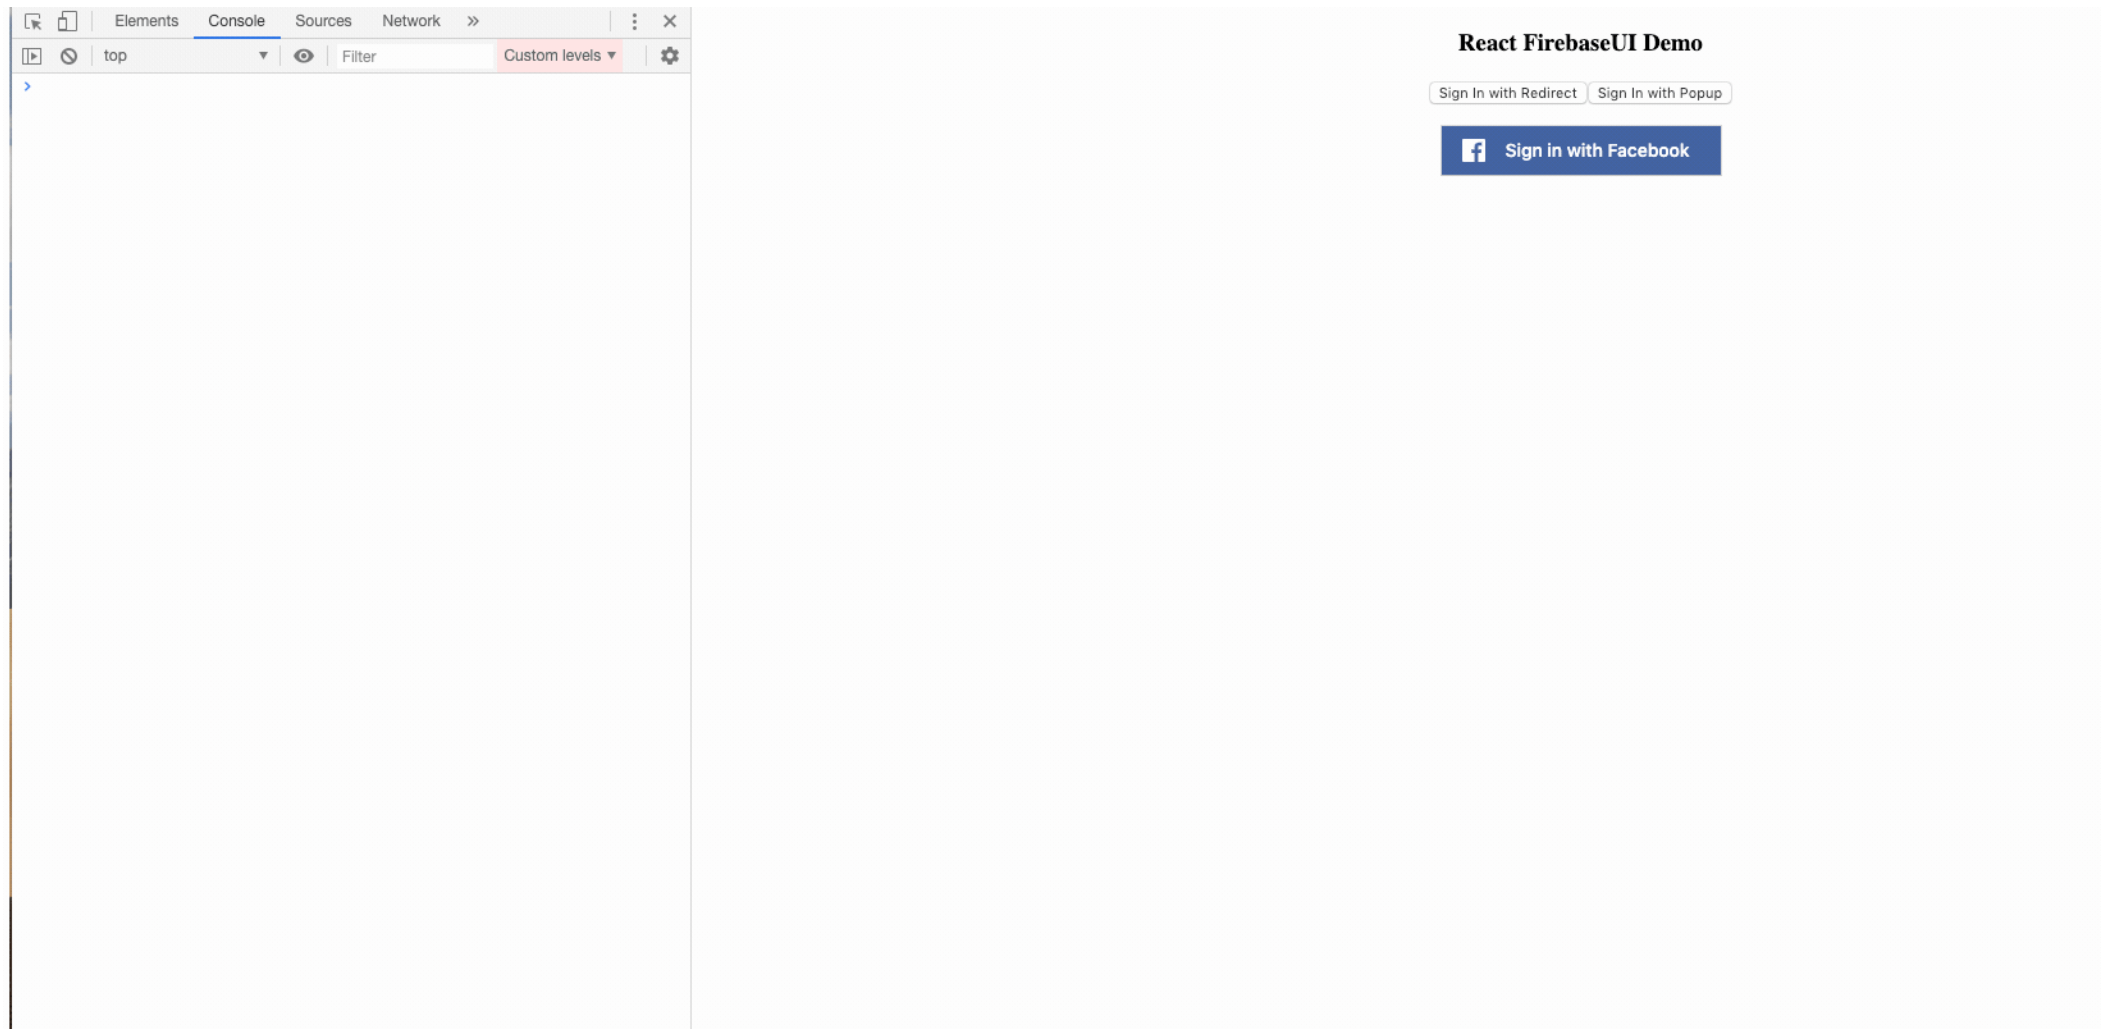 Elements Console Sources Network »
top Filter Custom levels
React FirebaseUI Demo
Sign In with Redirect Sign In with Popup
Sign in with Facebook